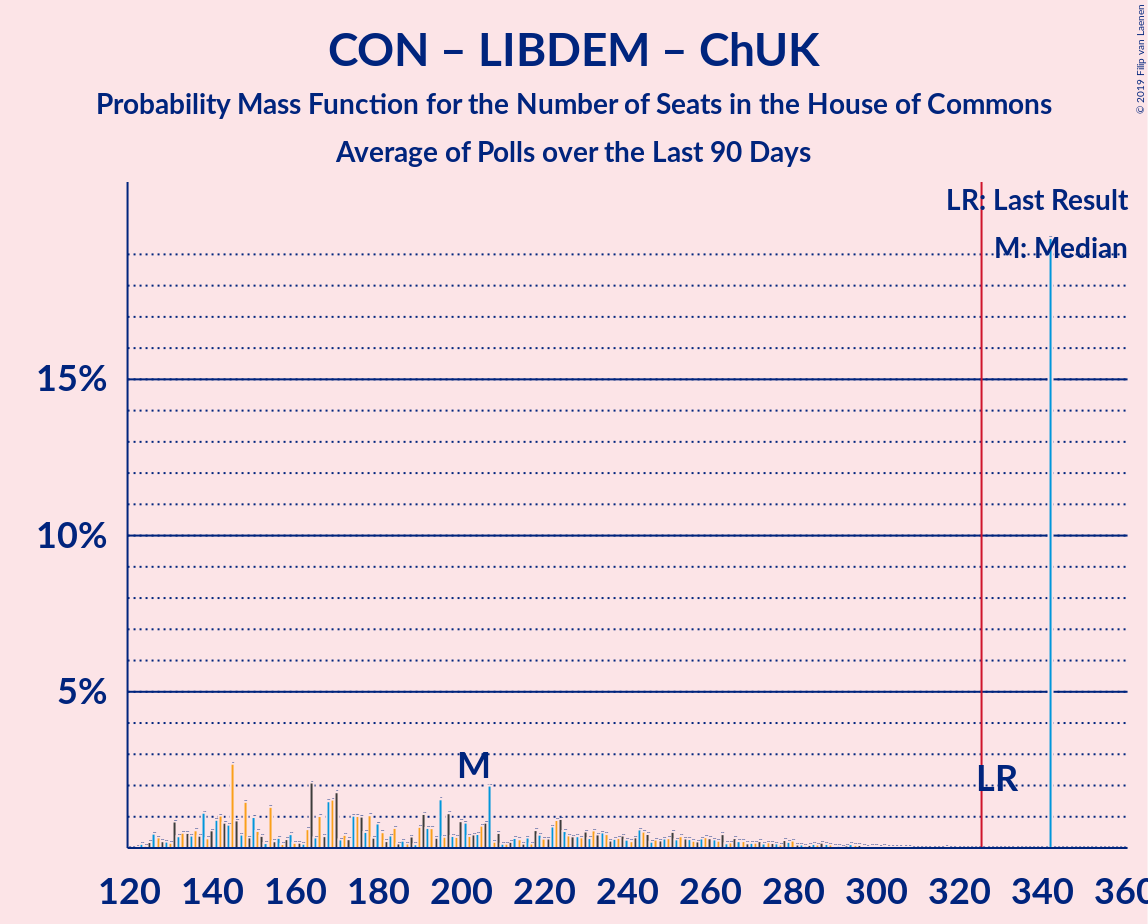 CON – LIBDEM – ChUK
Probability Mass Function for the Number of Seats in the House of Commons
Average of Polls over the Last 90 Days
© 2019 Filip van Laenen
LR: Last Result
M: Median
15%
10%
5%
M
LR
120 140 160 180 200 220 240 260 280 300 320 340 360